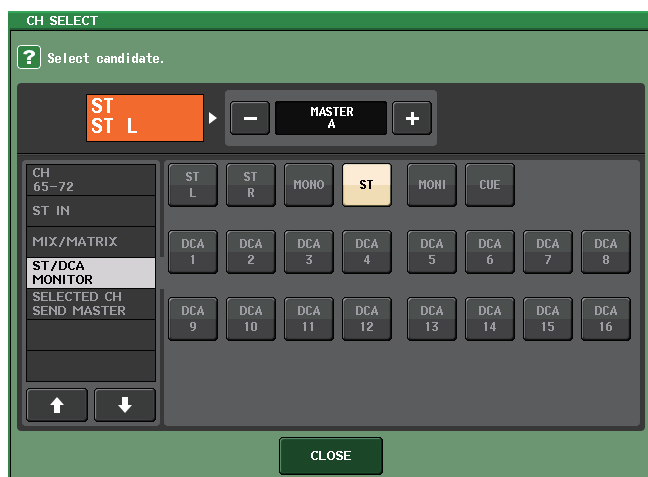 CH SELECT
? Select candidate.
ST
ST L
− MASTER +
A
CH
65-72
ST IN
MIX/MATRIX
ST/DCA
MONITOR
SELECTED CH
SEND MASTER
ST L
ST R
MONO
ST
MONI
CUE
DCA 1
DCA 2
DCA 3
DCA 4
DCA 5
DCA 6
DCA 7
DCA 8
DCA 9
DCA 10
DCA 11
DCA 12
DCA 13
DCA 14
DCA 15
DCA 16
CLOSE